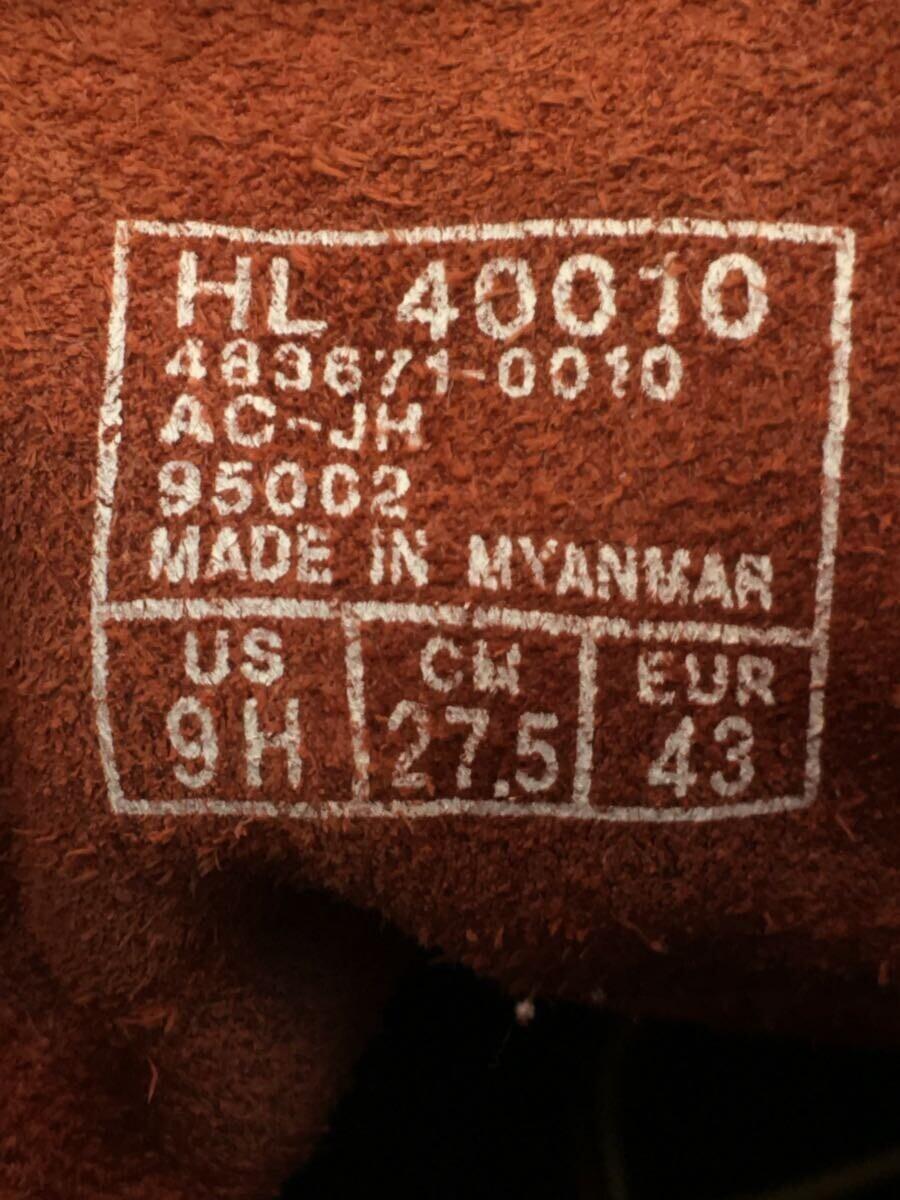 HL 40010
483671-0010
AC-JH
95002
MADE IN MYANMAR
US CM EUR
9H 27.5 43